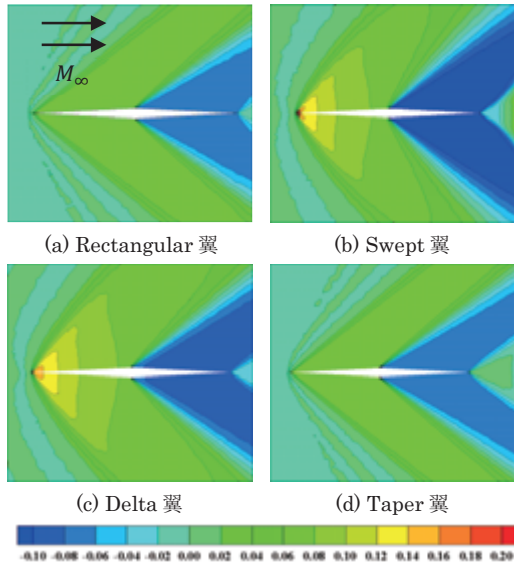 M∞
(a) Rectangular 翼
(b) Swept 翼
(c) Delta 翼
(d) Taper 翼
-0.10 -0.08 -0.06 -0.04 -0.02 0.00 0.02 0.04 0.06 0.08 0.10 0.12 0.14 0.16 0.18 0.20